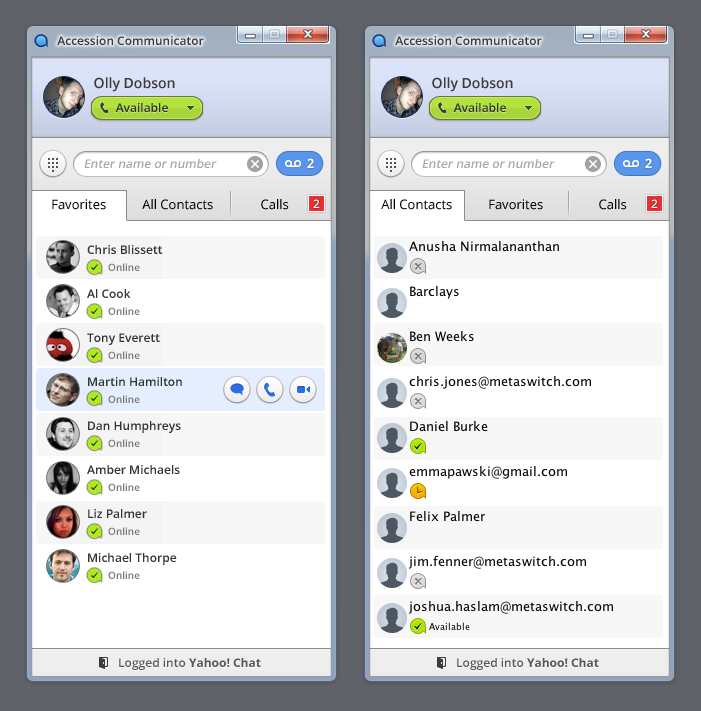 Accession Communicator
Olly Dobson
Available
Enter name or number
2
Favorites All Contacts Calls 2
Chris Blissett
Online
Al Cook
Online
Tony Everett
Online
Martin Hamilton
Online
Dan Humphreys
Online
Amber Michaels
Online
Liz Palmer
Online
Michael Thorpe
Online
Logged into Yahoo! Chat
Accession Communicator
Olly Dobson
Available
Enter name or number
2
All Contacts Favorites Calls 2
Anusha Nirmalananthan
Barclays
Ben Weeks
chris.jones@metaswitch.com
Daniel Burke
emmapawski@gmail.com
Felix Palmer
jim.fenner@metaswitch.com
joshua.haslam@metaswitch.com
Available
Logged into Yahoo! Chat